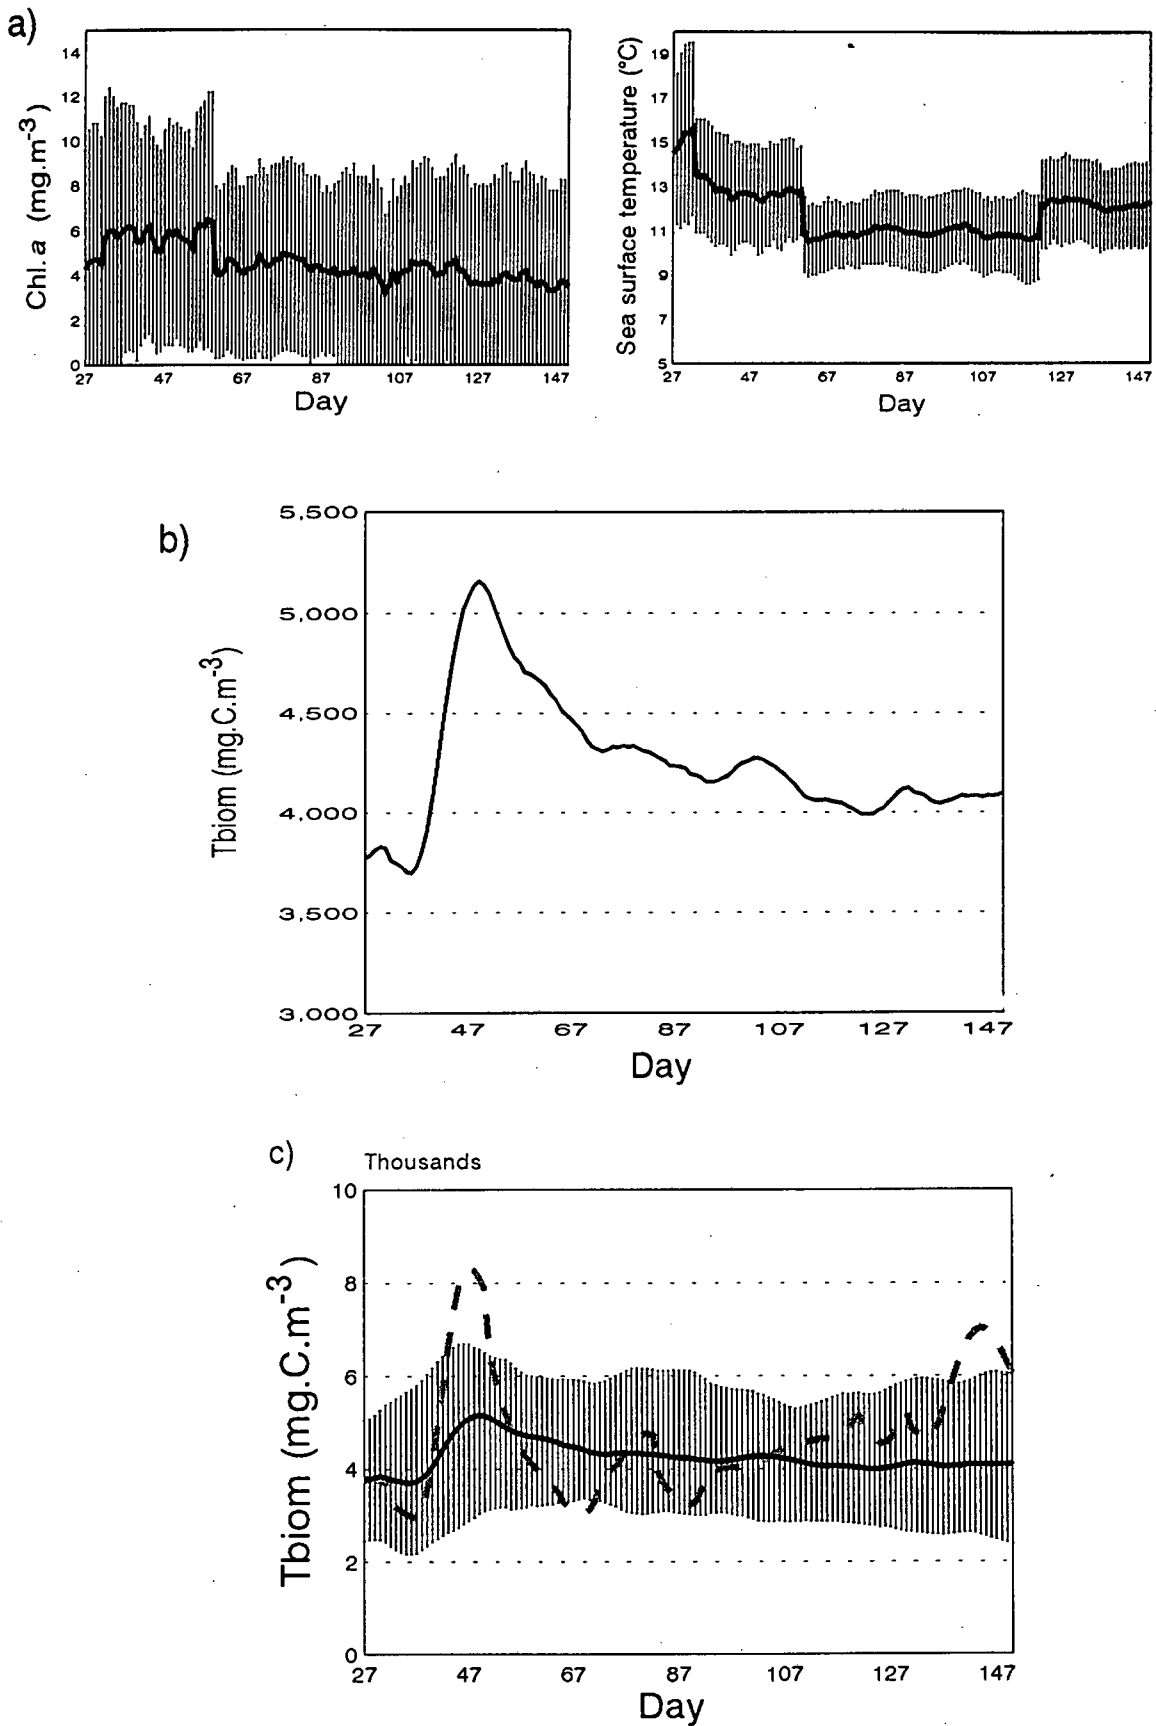 a)
Chl. a (mg.m-3)
14
12
10
8
6
4
2
0
27 47 67 87 107 127 147
Day
Sea surface temperature (°C)
19
17
15
13
11
9
7
5
27 47 67 87 107 127 147
Day
b)
Tbiom (mg.C.m-3)
5,500
5,000
4,500
4,000
3,500
3,000
27 47 67 87 107 127 147
Day
c)
Thousands
Tbiom (mg.C.m-3)
10
8
6
4
2
0
27 47 67 87 107 127 147
Day